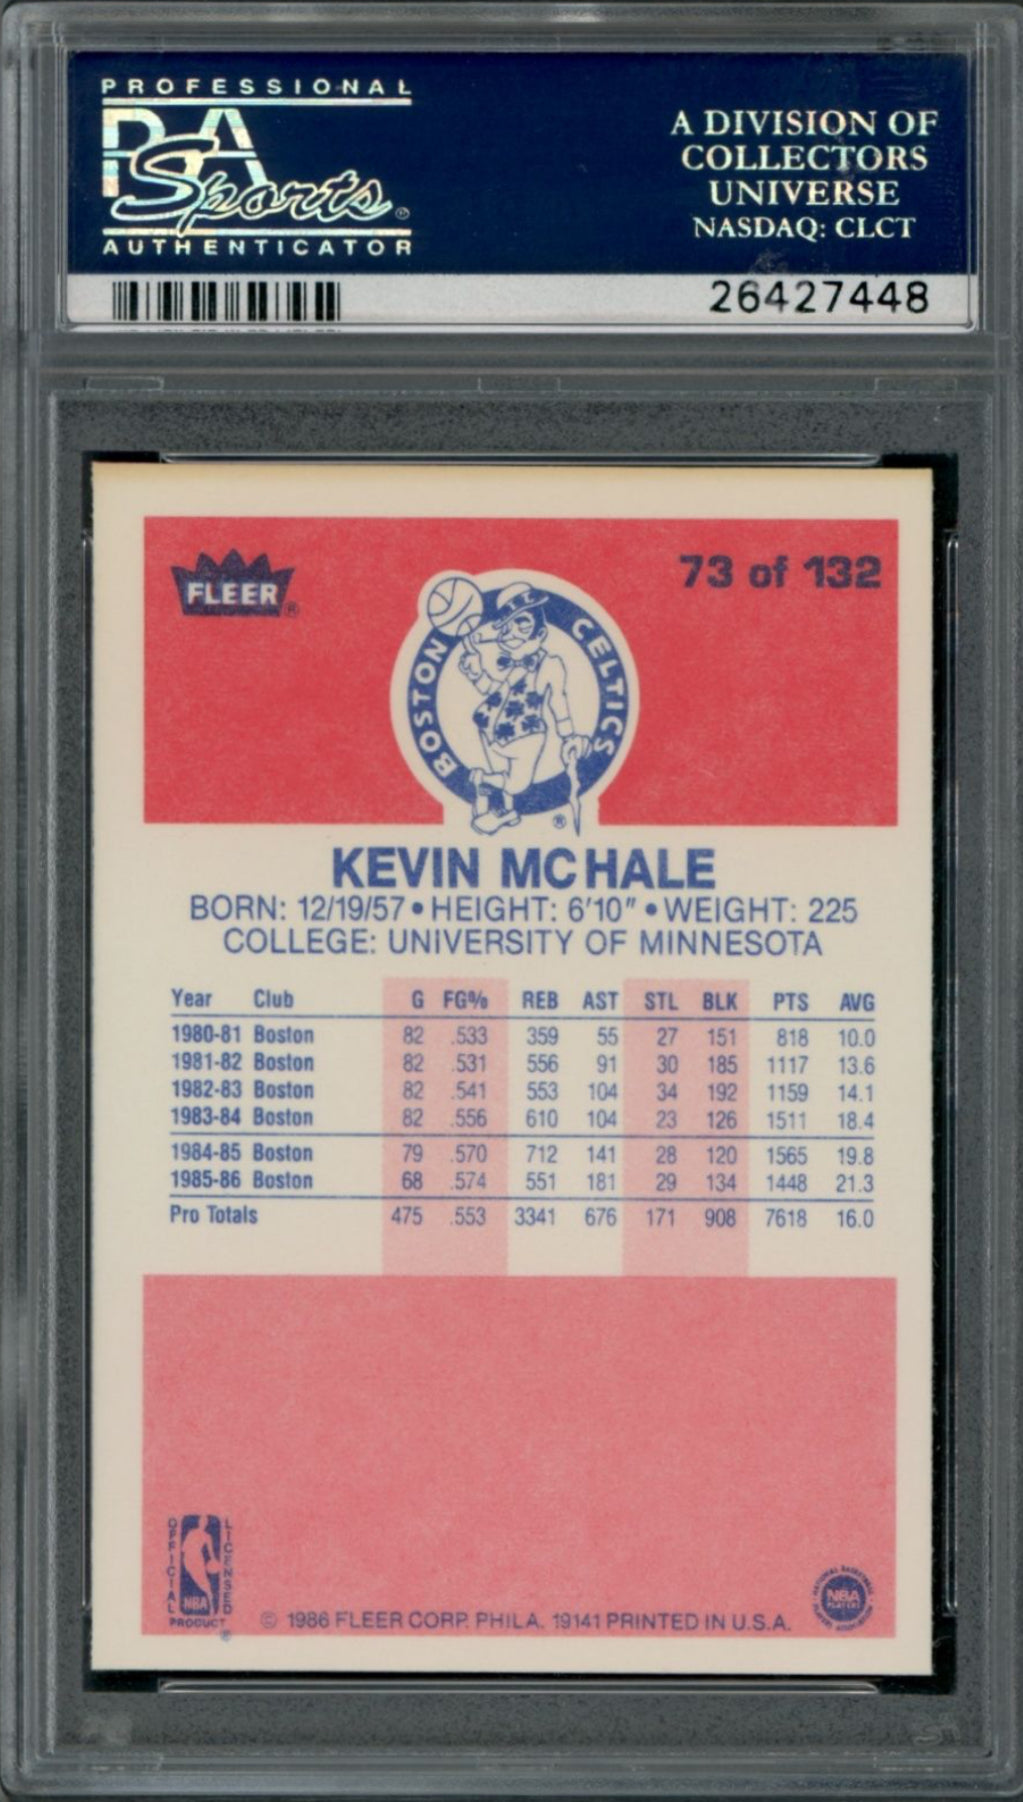 PROFESSIONAL
PSA
Sports
AUTHENTICATOR
A DIVISION OF
COLLECTORS
UNIVERSE
NASDAQ: CLCT
26427448
FLEER®
73 of 132
BOSTON CELTICS
®
KEVIN MCHALE
BORN: 12/19/57 • HEIGHT: 6'10" • WEIGHT: 225
COLLEGE: UNIVERSITY OF MINNESOTA
Year Club G FG% REB AST STL BLK PTS AVG
1980-81 Boston 82 .533 359 55 27 151 818 10.0
1981-82 Boston 82 .531 556 91 30 185 1117 13.6
1982-83 Boston 82 .541 553 104 34 192 1159 14.1
1983-84 Boston 82 .556 610 104 23 126 1511 18.4
1984-85 Boston 79 .570 712 141 28 120 1565 19.8
1985-86 Boston 68 .574 551 181 29 134 1448 21.3
Pro Totals 475 .553 3341 676 171 908 7618 16.0
OFFICIAL LICENSED
NBA
PRODUCT
®
© 1986 FLEER CORP. PHILA. 19141 PRINTED IN U.S.A.
NATIONAL BASKETBALL
NBA
PLAYERS
ASSOCIATION